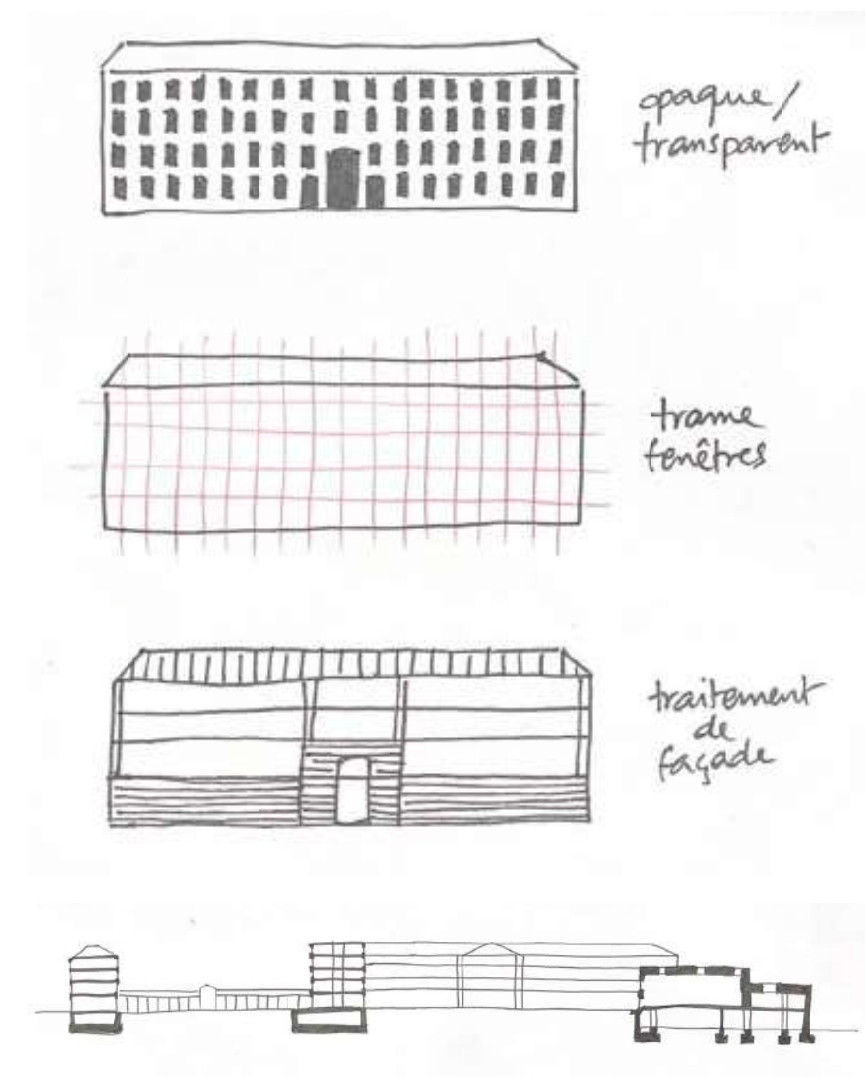 opaque/
transparent
trame
fenêtres
traitement
de
façade